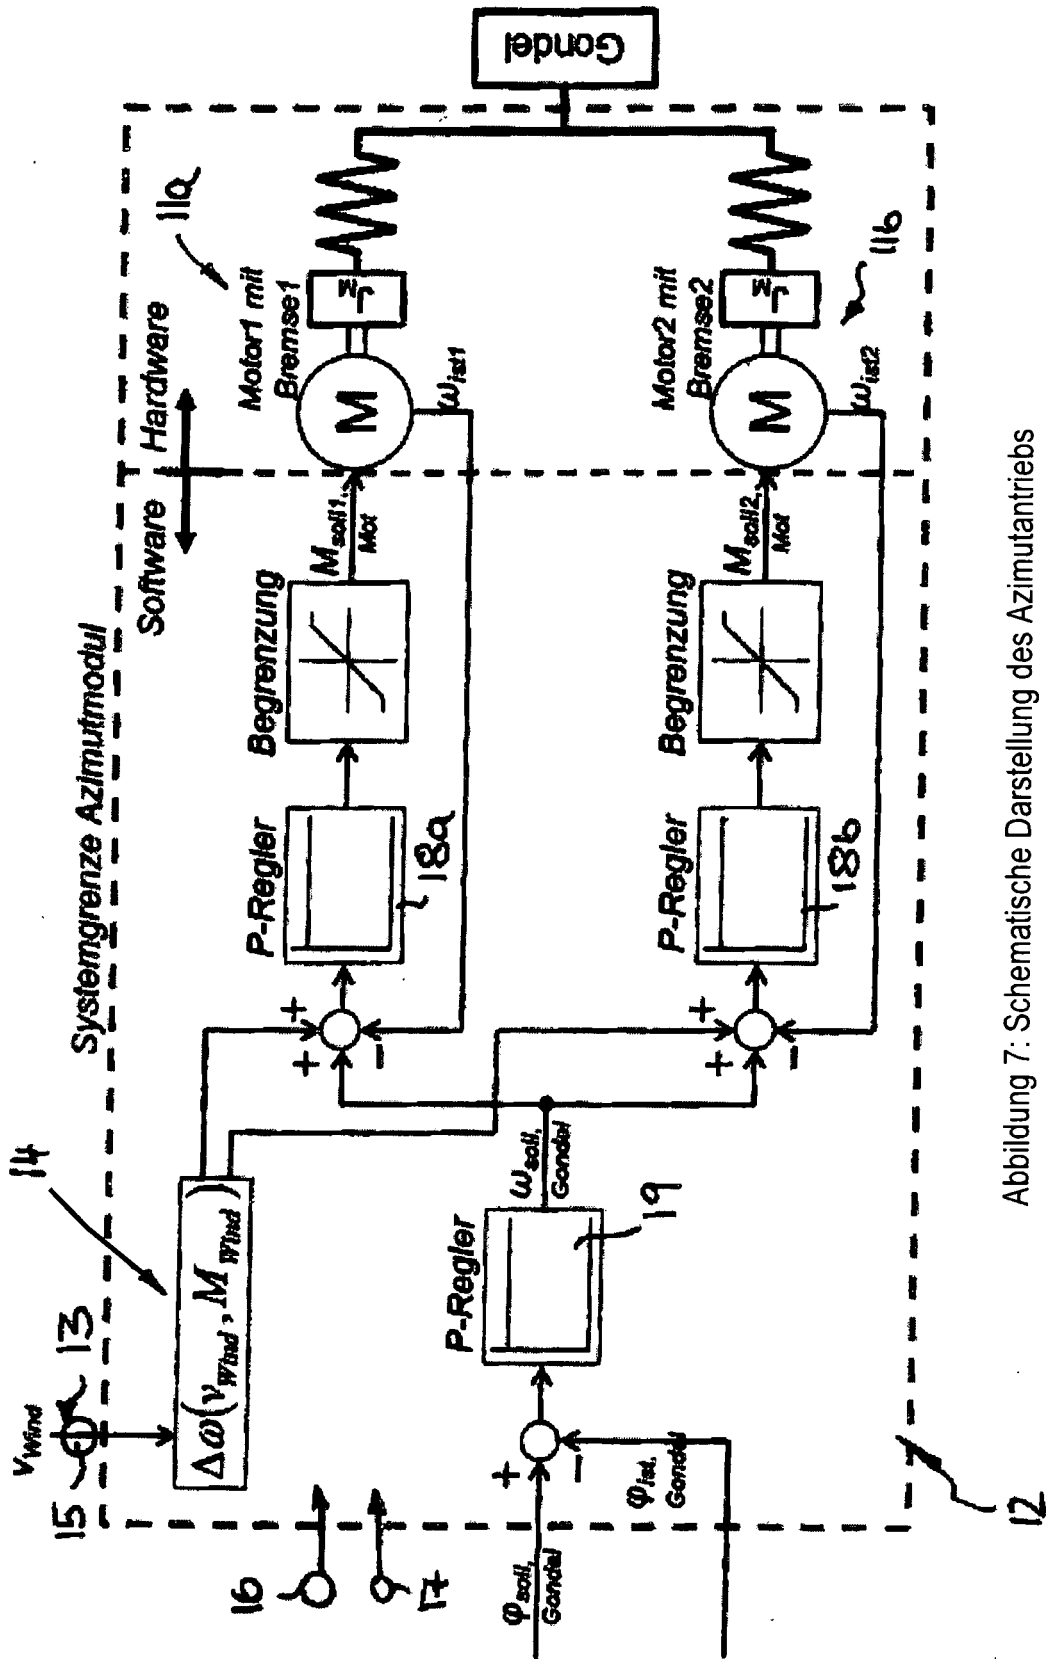 Systemgrenze Azimutmodul
Software
Hardware
11a
Motor1 mit
Bremse1
14
13
15
v_Wind
Δω(v_Wind, M_Wind)
P-Regler
18a
Begrenzung
M_soll1,
Mot
M
J_M
ω_ist1
Gondel
16
17
φ_soll,
Gondel
φ_ist,
Gondel
P-Regler
19
ω_soll,
Gondel
P-Regler
18b
Begrenzung
M_soll2,
Mot
Motor2 mit
Bremse2
M
J_M
ω_ist2
11b
12
+
-
+
+
-
+
+
-
Abbildung 7: Schematische Darstellung des Azimutantriebs